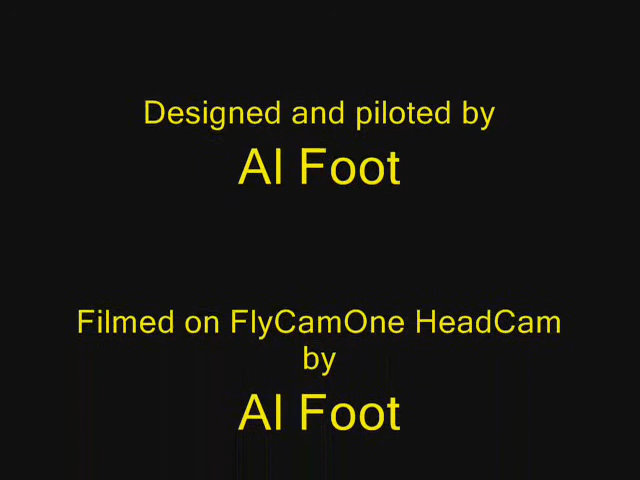 Designed and piloted by
Al Foot
Filmed on FlyCamOne HeadCam
by
Al Foot